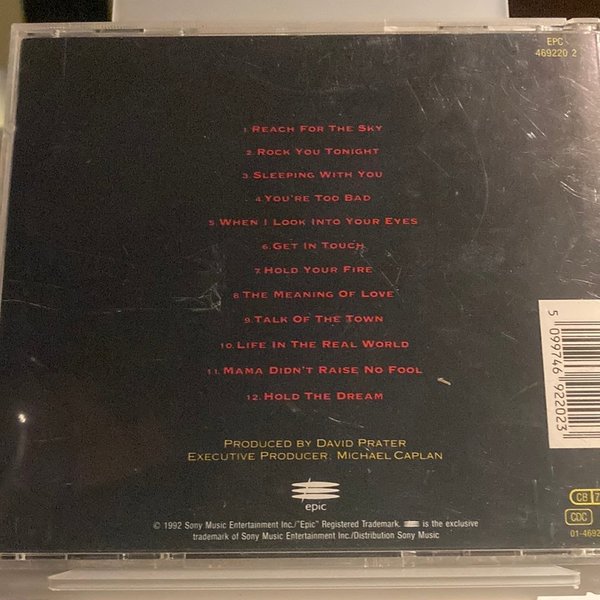 EPC
469220 2
1. REACH FOR THE SKY
2. ROCK YOU TONIGHT
3. SLEEPING WITH YOU
4. YOU'RE TOO BAD
5. WHEN I LOOK INTO YOUR EYES
6. GET IN TOUCH
7. HOLD YOUR FIRE
8. THE MEANING OF LOVE
9. TALK OF THE TOWN
10. LIFE IN THE REAL WORLD
11. MAMA DIDN'T RAISE NO FOOL
12. HOLD THE DREAM
PRODUCED BY DAVID PRATER
EXECUTIVE PRODUCER: MICHAEL CAPLAN
epic
© 1992 Sony Music Entertainment Inc./"Epic" Registered Trademark. is the exclusive
trademark of Sony Music Entertainment Inc./Distribution Sony Music
5 099746 922023
CB 7
CDC
01-4692